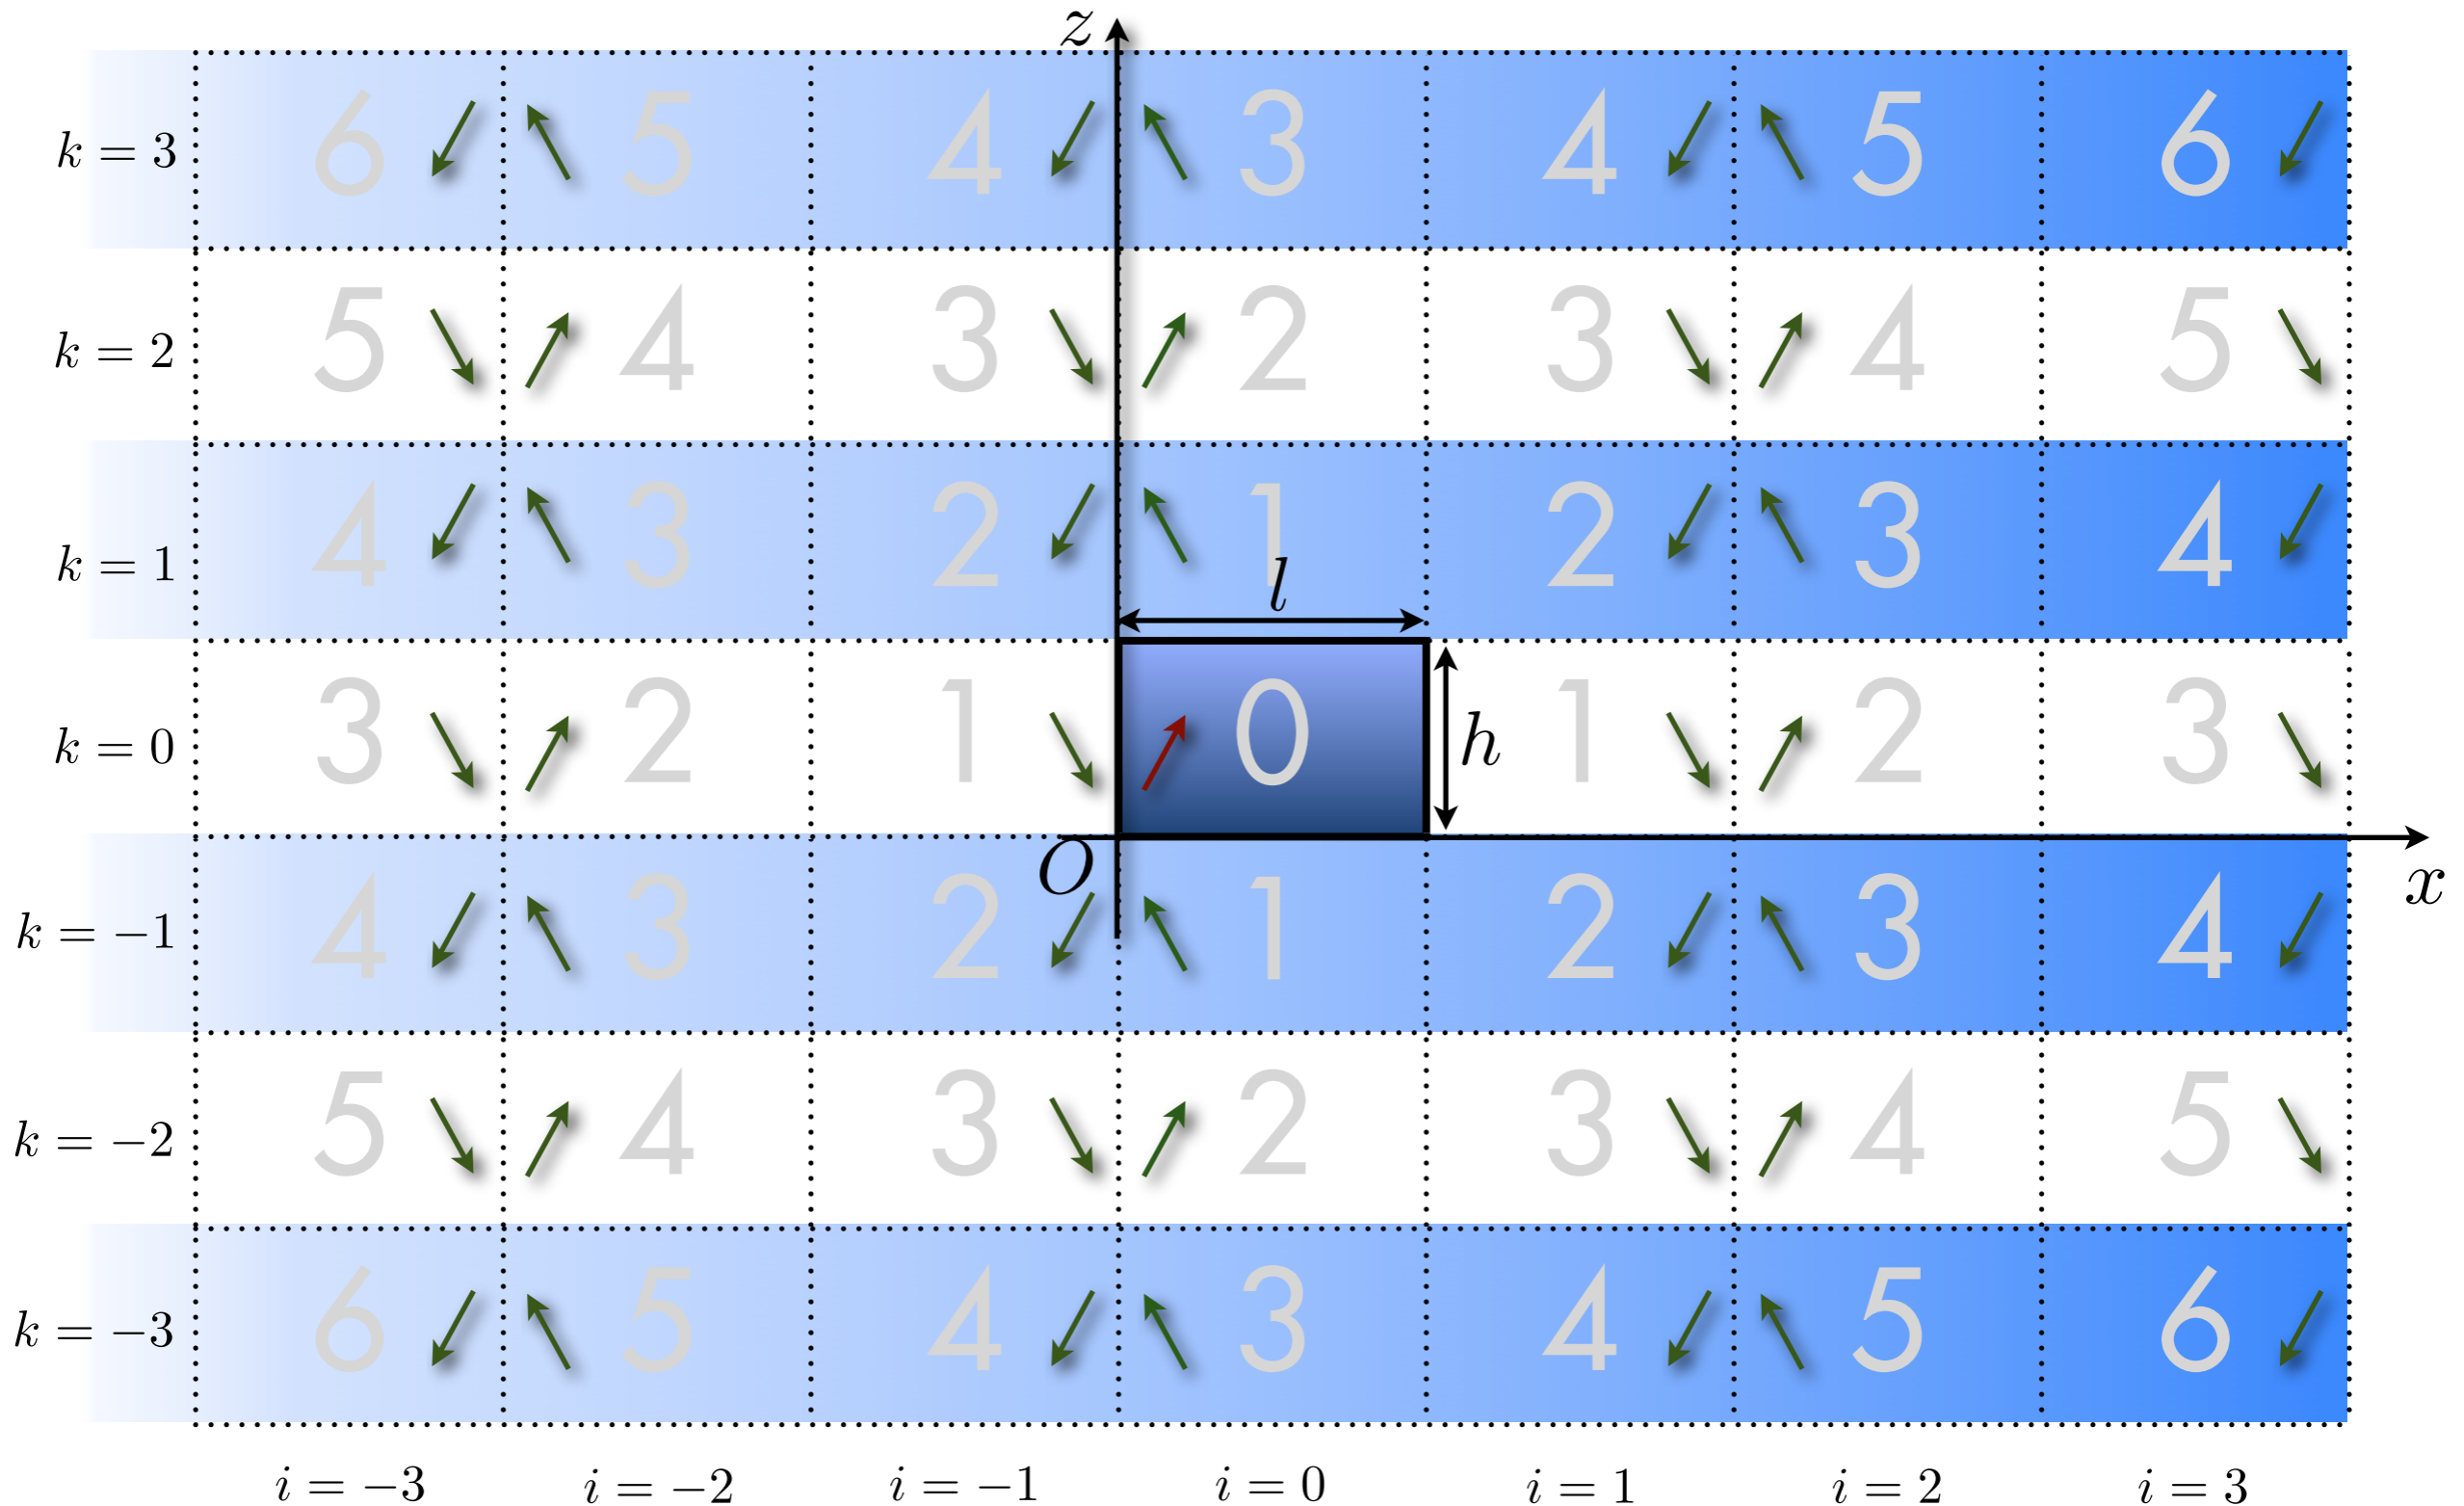 z
k = 3 6 5 4 3 4 5 6
k = 2 5 4 3 2 3 4 5
k = 1 4 3 2 1 2 3 4
l
k = 0 3 2 1 0 h 1 2 3
O x
k = −1 4 3 2 1 2 3 4
k = −2 5 4 3 2 3 4 5
k = −3 6 5 4 3 4 5 6
i = −3 i = −2 i = −1 i = 0 i = 1 i = 2 i = 3